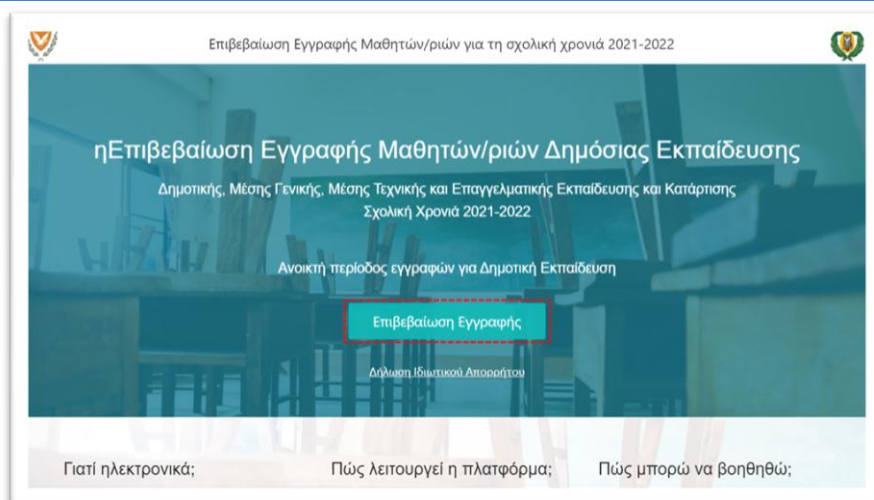 Επιβεβαίωση Εγγραφής Μαθητών/ριών για τη σχολική χρονιά 2021-2022
ηΕπιβεβαίωση Εγγραφής Μαθητών/ριών Δημόσιας Εκπαίδευσης
Δημοτικής, Μέσης Γενικής, Μέσης Τεχνικής και Επαγγελματικής Εκπαίδευσης και Κατάρτισης
Σχολική Χρονιά 2021-2022
Ανοικτή περίοδος εγγραφών για Δημοτική Εκπαίδευση
Επιβεβαίωση Εγγραφής
Δήλωση Ιδιωτικού Απορρήτου
Γιατί ηλεκτρονικά; Πώς λειτουργεί η πλατφόρμα; Πώς μπορώ να βοηθηθώ;